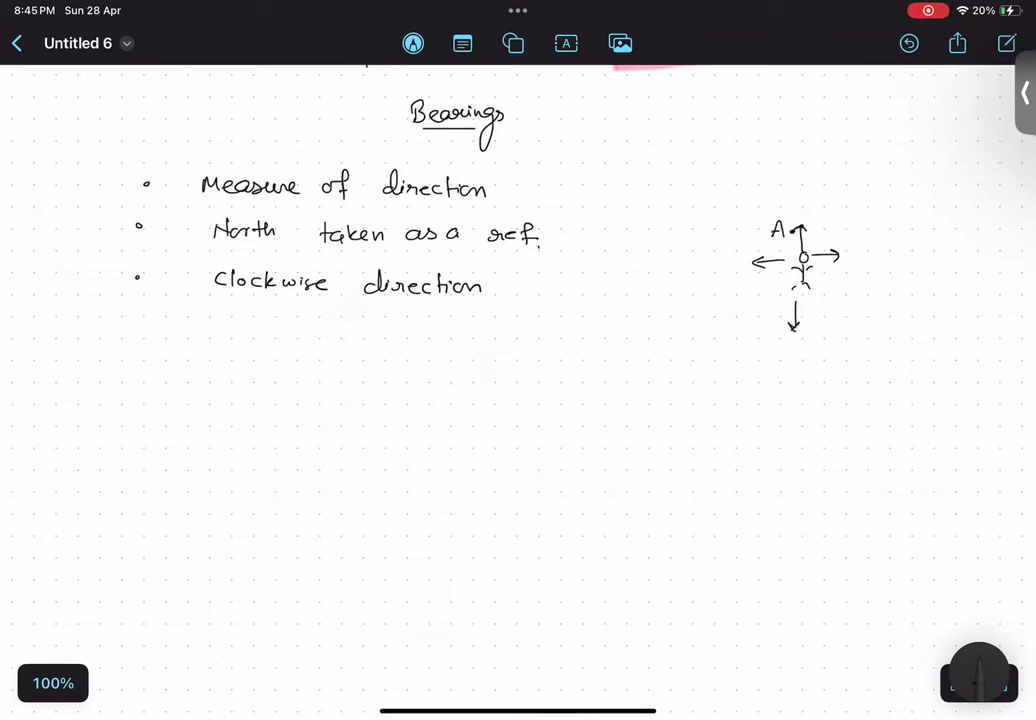 8:45 PM Sun 28 Apr
20%
Untitled 6
A
Bearings
• Measure of direction
• North taken as a ref.
• Clockwise direction
A
100%